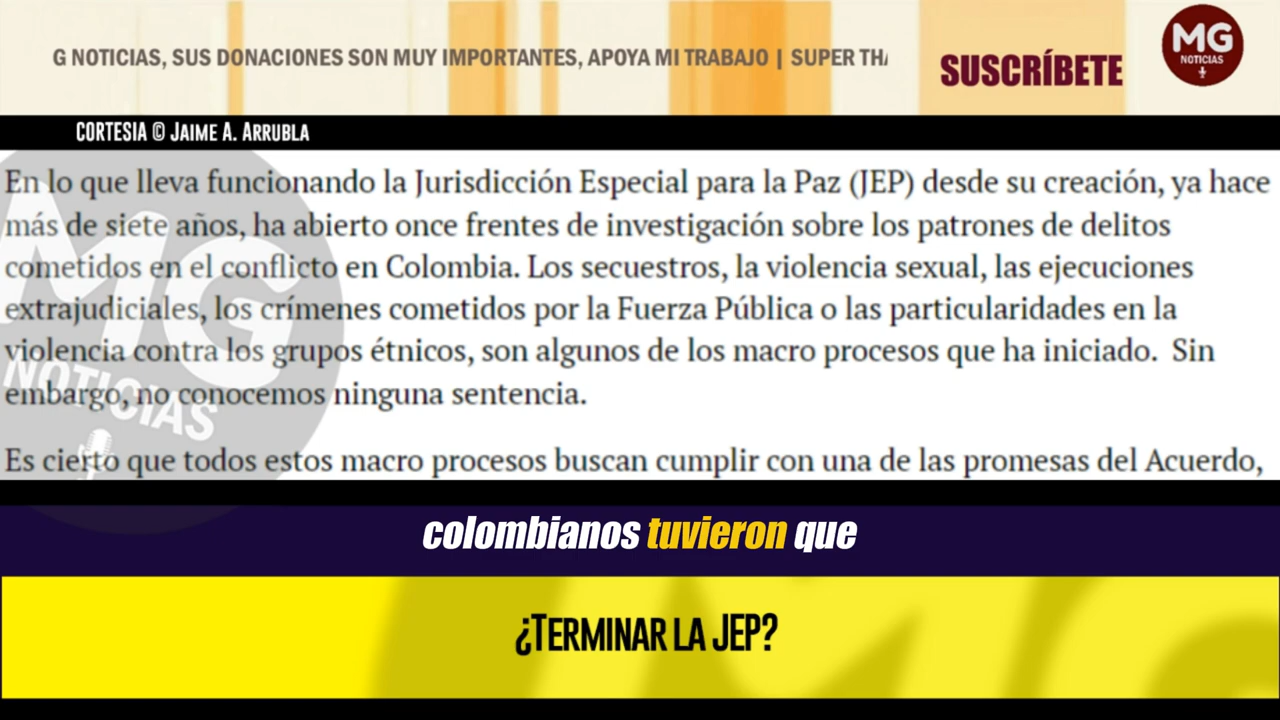 G NOTICIAS, SUS DONACIONES SON MUY IMPORTANTES, APOYA MI TRABAJO | SUPER
SUSCRÍBETE
MG
NOTICIAS
CORTESIA © JAIME A. ARRUBLA
En lo que lleva funcionando la Jurisdicción Especial para la Paz (JEP) desde su creación, ya hace
más de siete años, ha abierto once frentes de investigación sobre los patrones de delitos
cometidos en el conflicto en Colombia. Los secuestros, la violencia sexual, las ejecuciones
extrajudiciales, los crímenes cometidos por la Fuerza Pública o las particularidades en la
violencia contra los grupos étnicos, son algunos de los macro procesos que ha iniciado. Sin
embargo, no conocemos ninguna sentencia.
Es cierto que todos estos macro procesos buscan cumplir con una de las promesas del Acuerdo,
MG
NOTICIAS
colombianos tuvieron que
¿TERMINAR LA JEP?